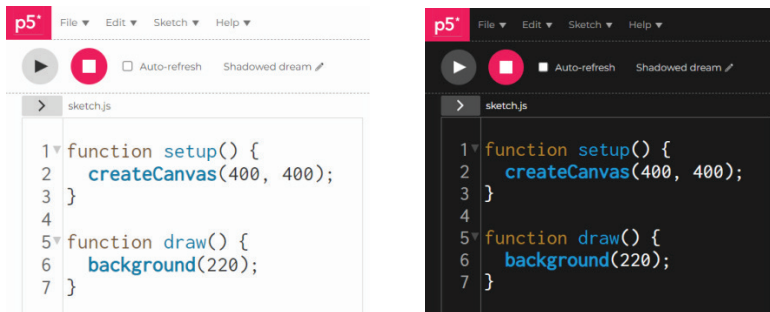 p5* File Edit Sketch Help
Auto-refresh Shadowed dream
sketch.js
1 function setup() {
2   createCanvas(400, 400);
3 }
4
5 function draw() {
6   background(220);
7 }
p5* File Edit Sketch Help
Auto-refresh Shadowed dream
sketch.js
1 function setup() {
2   createCanvas(400, 400);
3 }
4
5 function draw() {
6   background(220);
7 }